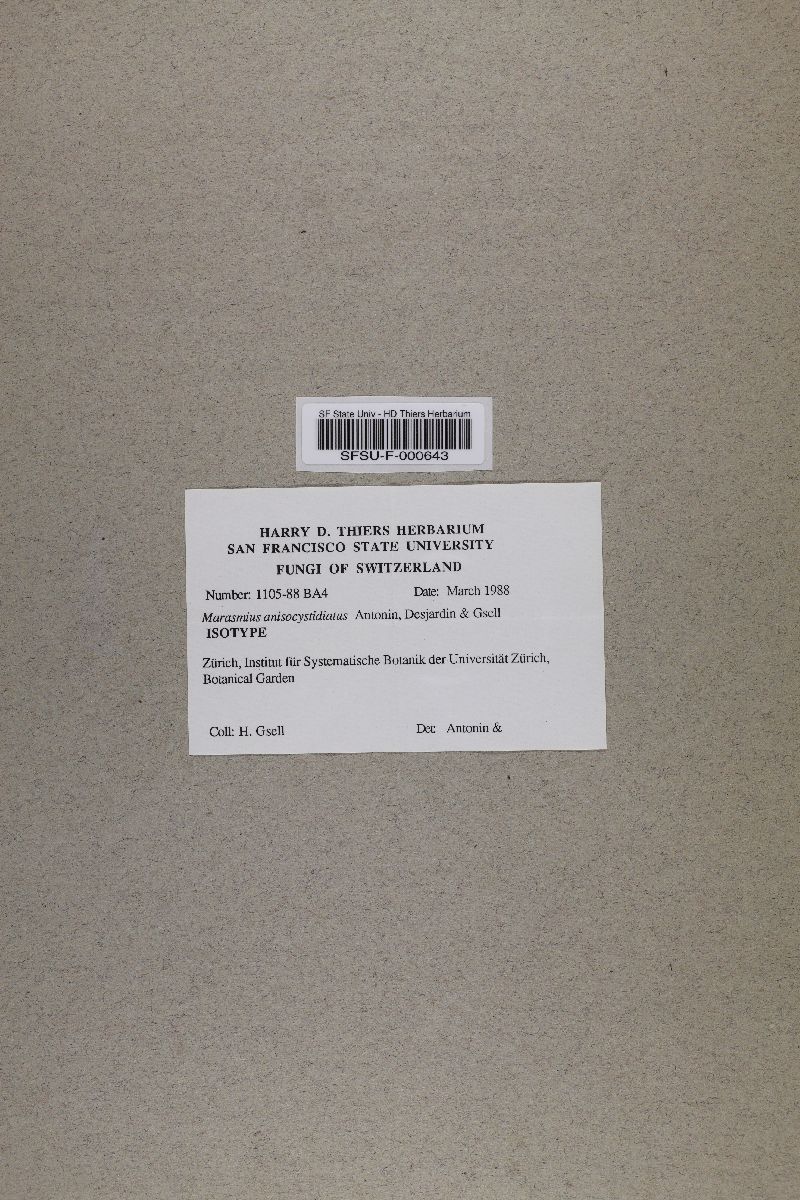 SF State Univ - HD Thiers Herbarium
SFSU-F-000643
HARRY D. THIERS HERBARIUM
SAN FRANCISCO STATE UNIVERSITY
FUNGI OF SWITZERLAND
Number: 1105-88 BA4 Date: March 1988
Marasmius anisocystidiatus Antonin, Desjardin & Gsell
ISOTYPE
Zürich, Institut für Systematische Botanik der Universität Zürich,
Botanical Garden
Coll: H. Gsell Det: Antonin &